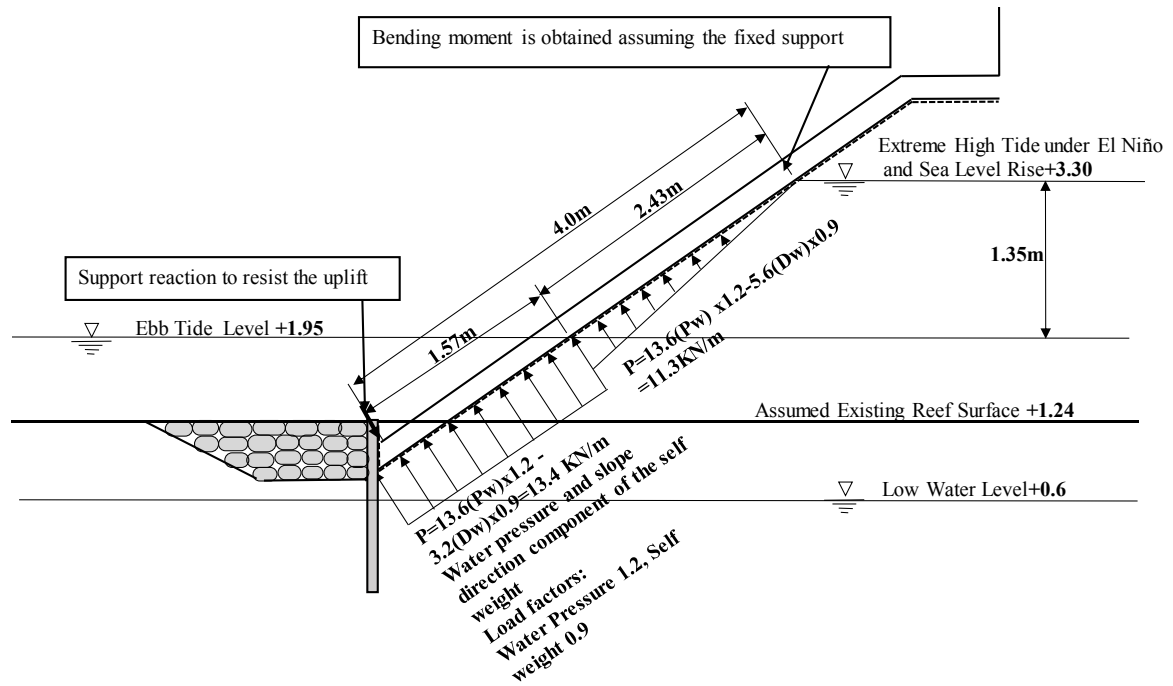 Bending moment is obtained assuming the fixed support
Extreme High Tide under El Niño
and Sea Level Rise+3.30
4.0m
2.43m
1.35m
Support reaction to resist the uplift
Ebb Tide Level +1.95
1.57m
P=13.6(Pw) x1.2-5.6(Dw)x0.9
=11.3KN/m
Assumed Existing Reef Surface +1.24
Low Water Level+0.6
P=13.6(Pw)x1.2 -
3.2(Dw)x0.9=13.4 KN/m
Water pressure and slope
direction component of the self
weight
Load factors:
Water Pressure 1.2, Self
weight 0.9